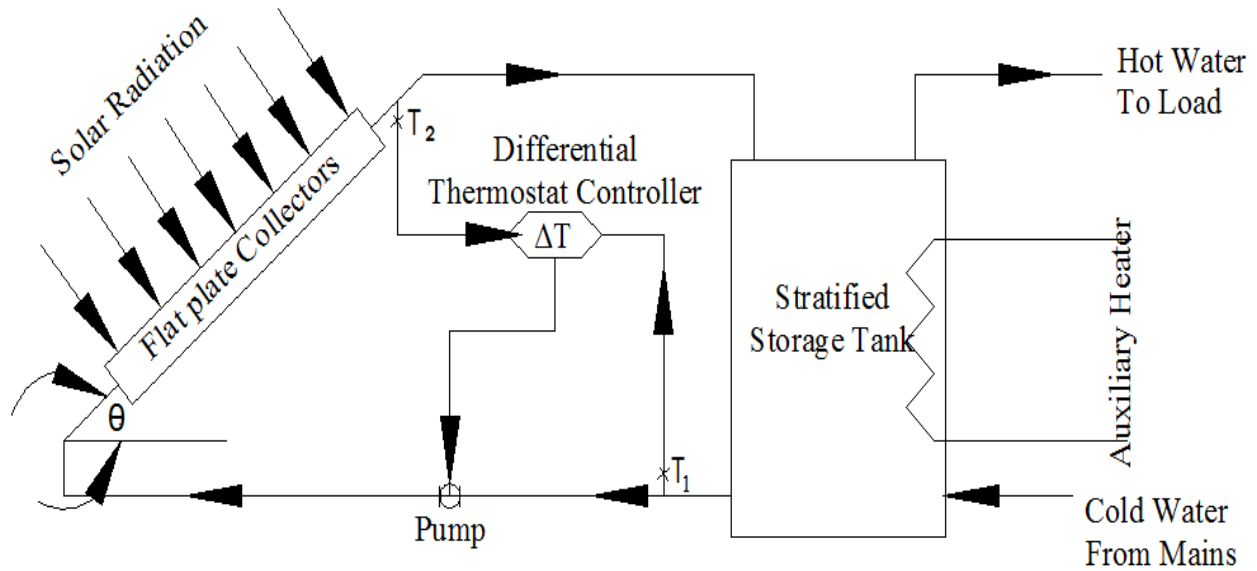 Solar Radiation
Flat plate Collectors
θ
T2
Differential
Thermostat Controller
ΔT
T1
Pump
Stratified
Storage Tank
Auxiliary Heater
Hot Water
To Load
Cold Water
From Mains